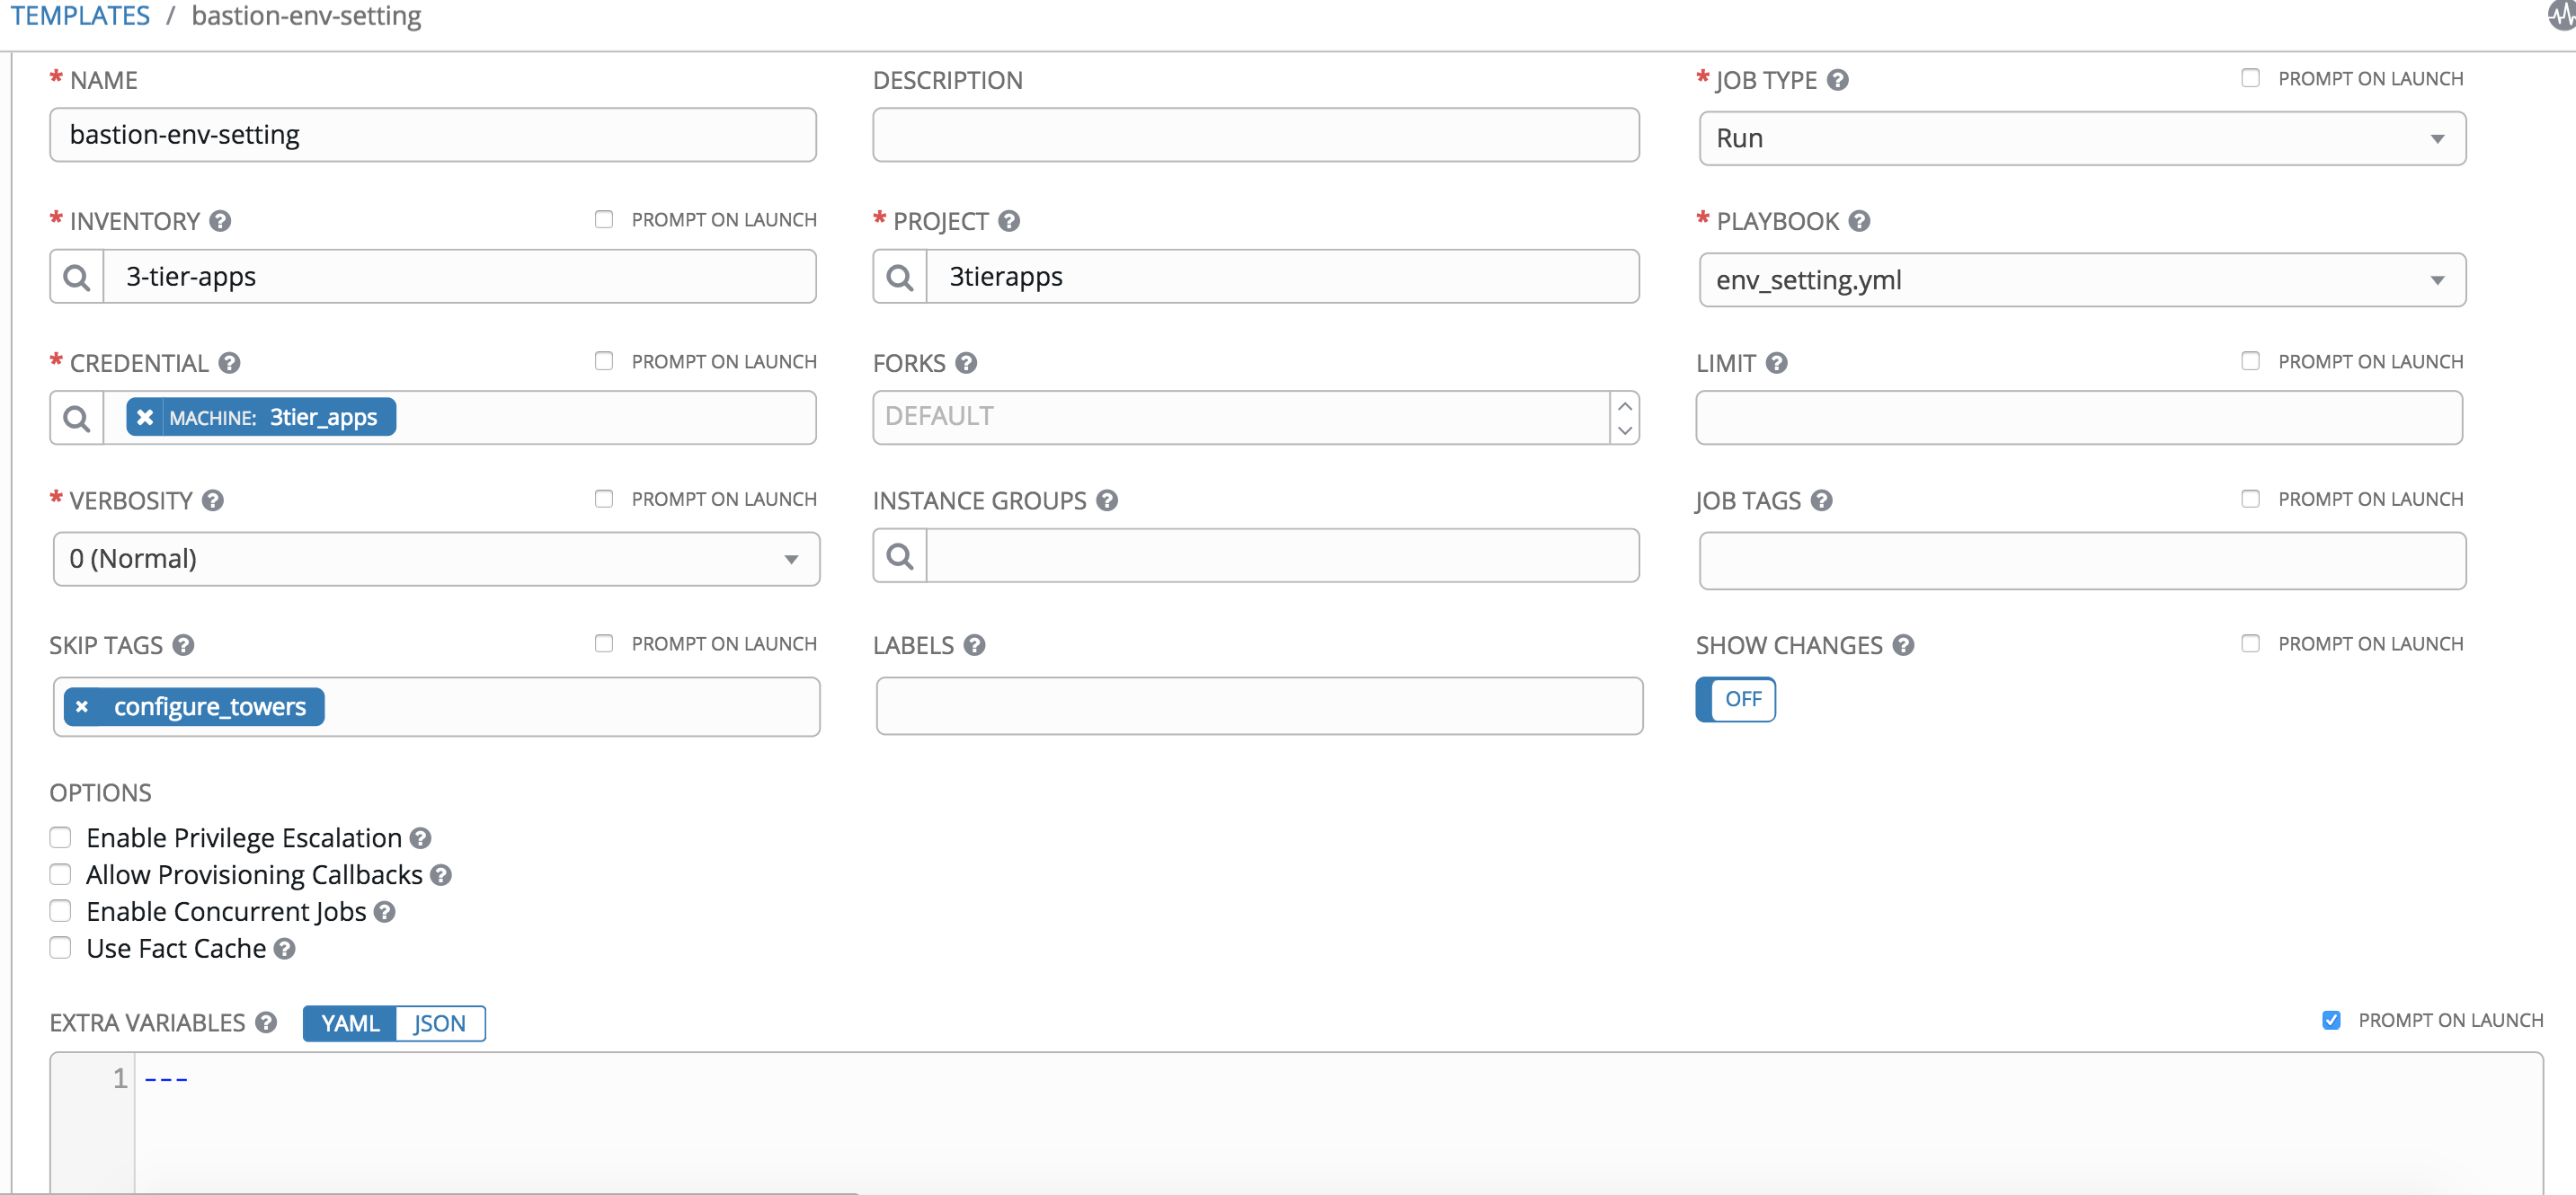 TEMPLATES / bastion-env-setting
* NAME
DESCRIPTION
* JOB TYPE ? PROMPT ON LAUNCH
bastion-env-setting
Run
* INVENTORY ? PROMPT ON LAUNCH
* PROJECT ?
* PLAYBOOK ?
3-tier-apps
3tierapps
env_setting.yml
* CREDENTIAL ? PROMPT ON LAUNCH
FORKS ?
LIMIT ? PROMPT ON LAUNCH
MACHINE: 3tier_apps
DEFAULT
* VERBOSITY ? PROMPT ON LAUNCH
INSTANCE GROUPS ?
JOB TAGS ? PROMPT ON LAUNCH
0 (Normal)
SKIP TAGS ? PROMPT ON LAUNCH
LABELS ?
SHOW CHANGES ? PROMPT ON LAUNCH
configure_towers
OFF
OPTIONS
Enable Privilege Escalation ?
Allow Provisioning Callbacks ?
Enable Concurrent Jobs ?
Use Fact Cache ?
EXTRA VARIABLES ? YAML JSON PROMPT ON LAUNCH
1 ---